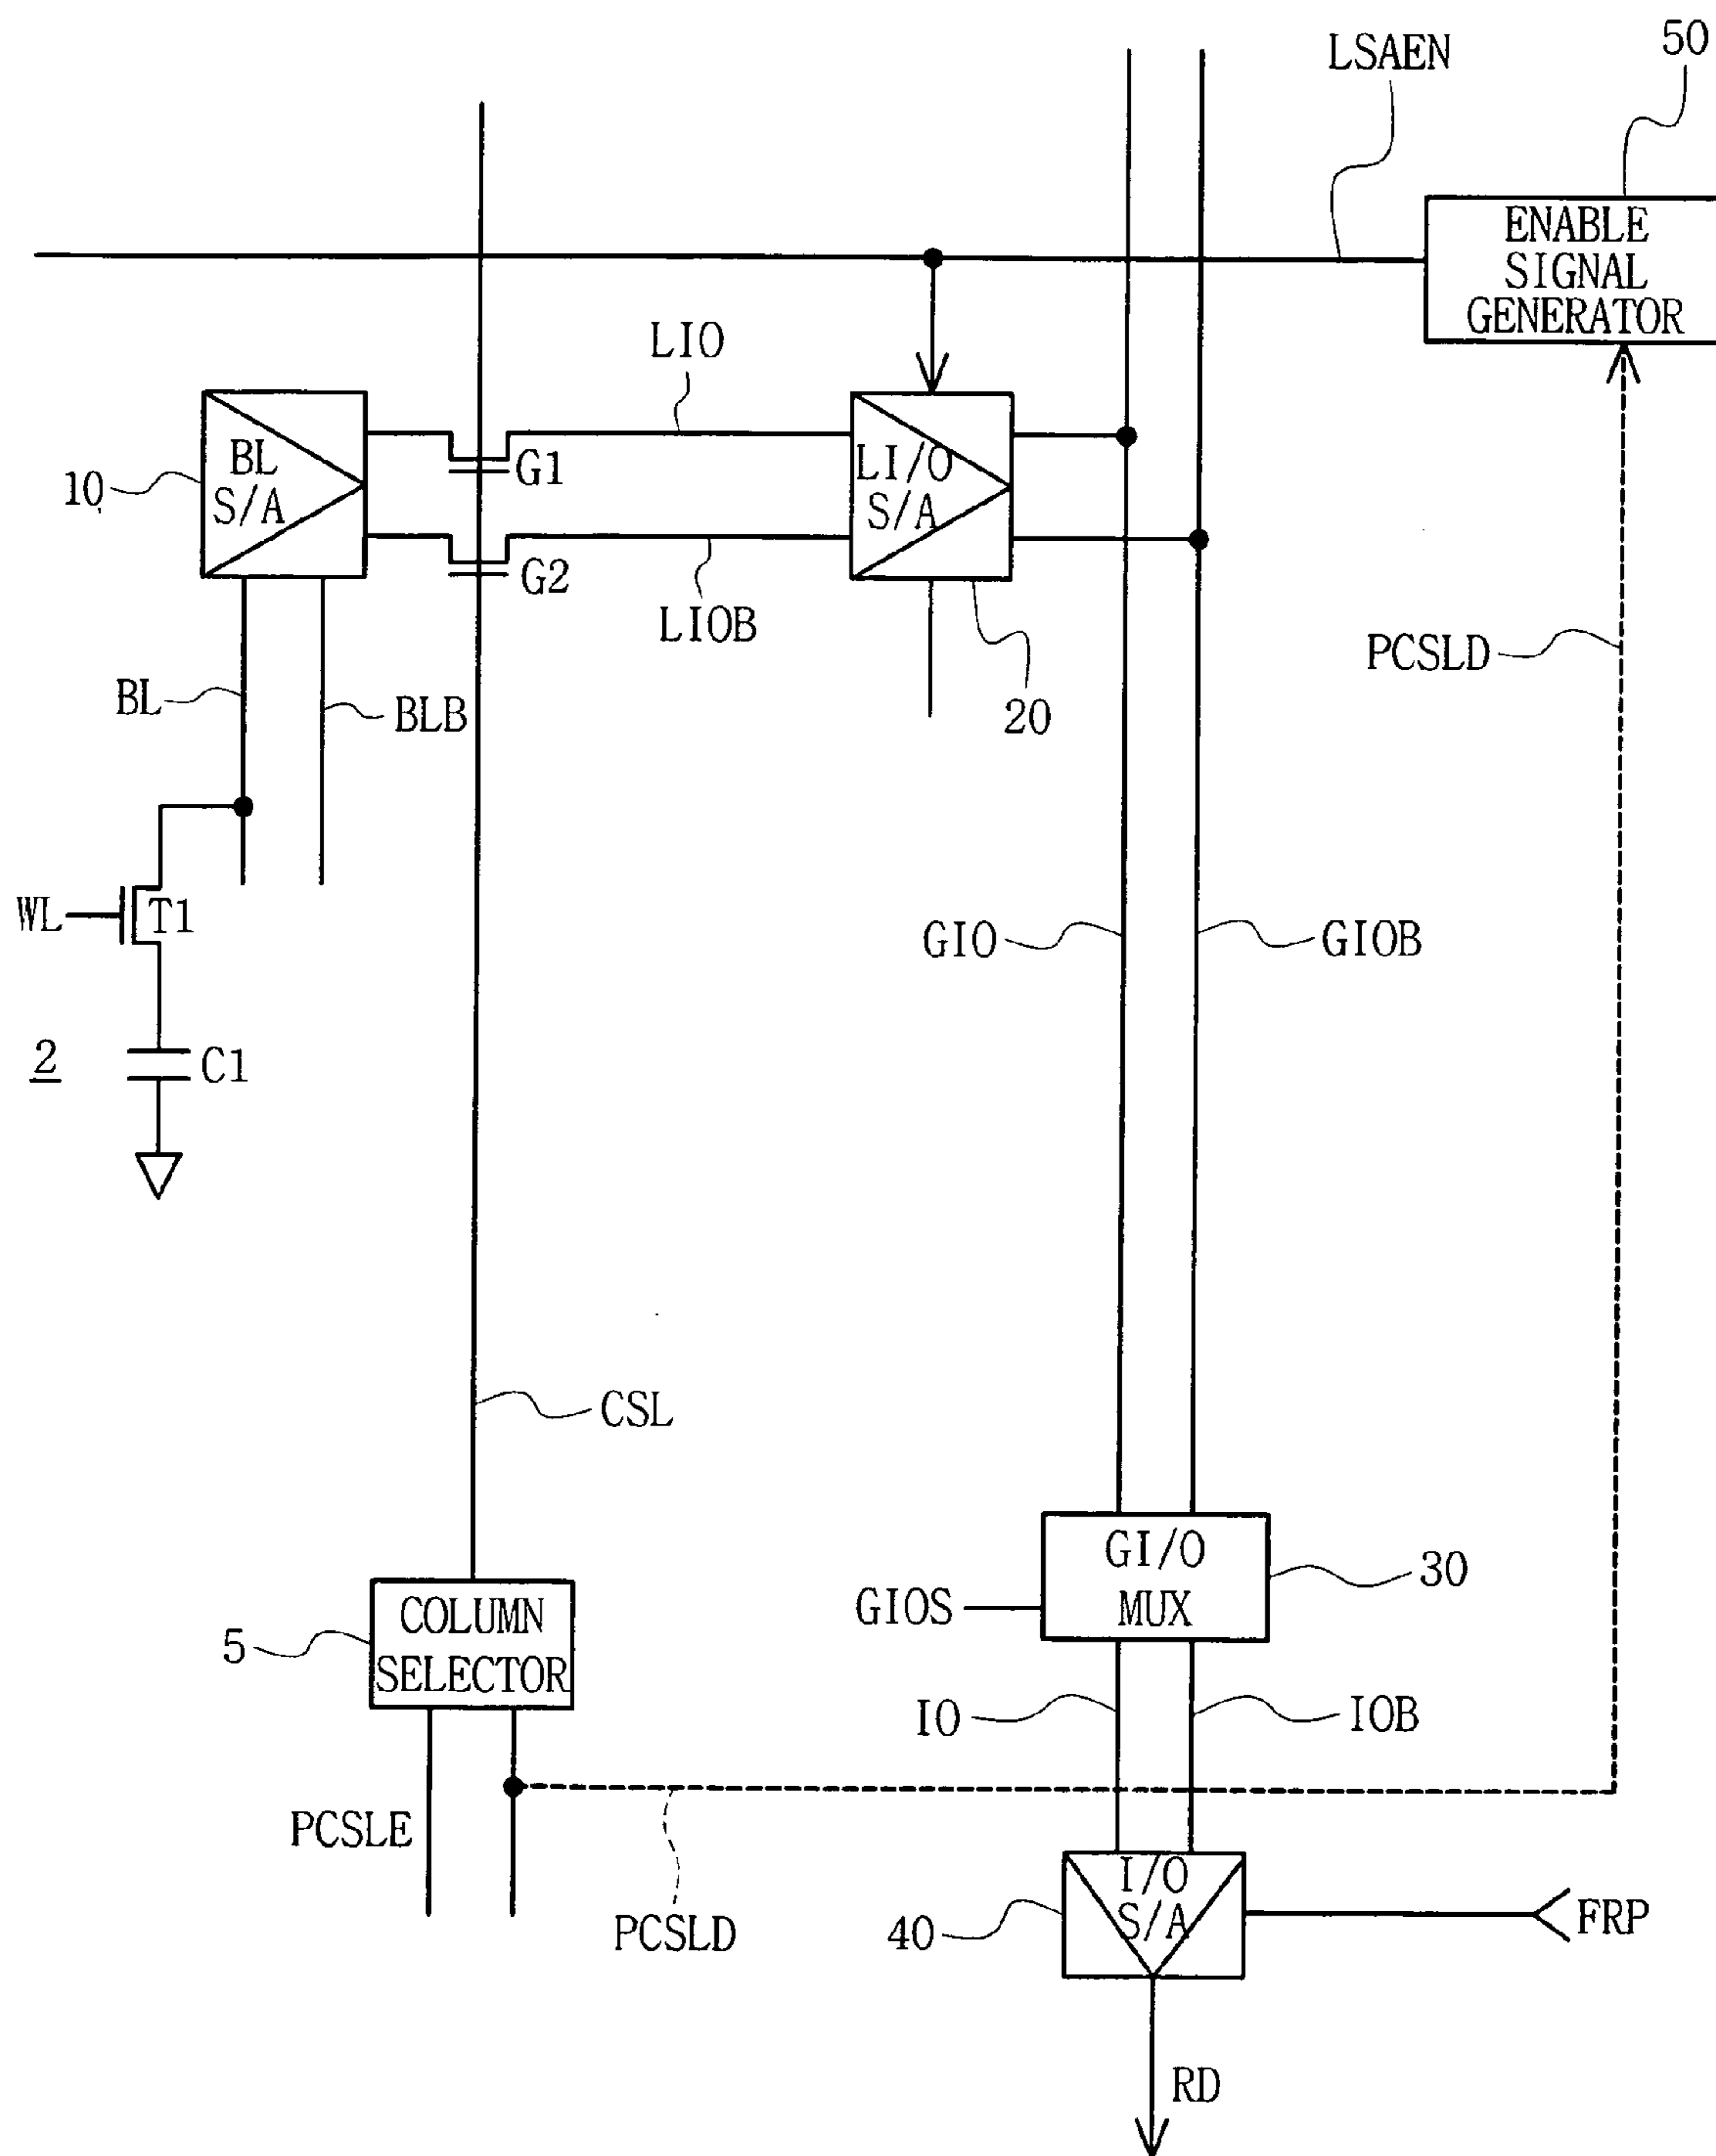 50
LSAEN
ENABLE
SIGNAL
GENERATOR
LIO
BL
S/A
10
G1
LI/O
S/A
G2
LIOB
PCSLD
BL
BLB
20
WL
T1
GIO
GIOB
2
C1
CSL
GI/O
MUX
30
GIOS
COLUMN
SELECTOR
5
IO
IOB
PCSLE
PCSLD
I/O
S/A
40
FRP
RD